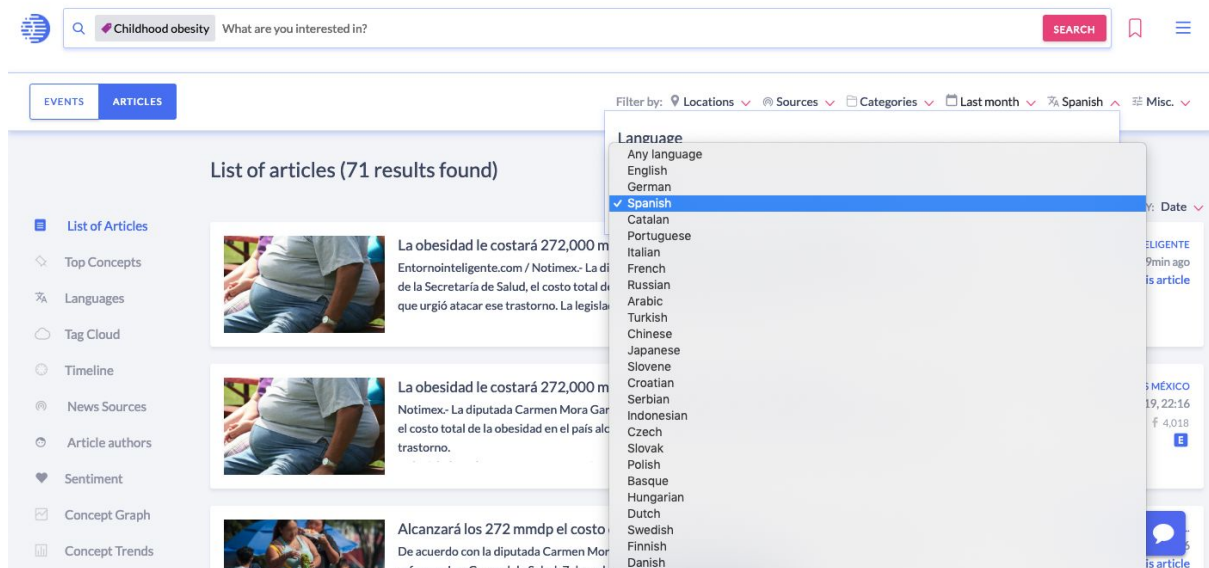 Childhood obesity What are you interested in? SEARCH
EVENTS ARTICLES Filter by: Locations Sources Categories Last month Spanish Misc.
Language
Any language
English
German
✓ Spanish
Catalan
Portuguese
Italian
French
Russian
Arabic
Turkish
Chinese
Japanese
Slovene
Croatian
Serbian
Indonesian
Czech
Slovak
Polish
Basque
Hungarian
Dutch
Swedish
Finnish
Danish
List of articles (71 results found)
Date
List of Articles
Top Concepts
Languages
Tag Cloud
Timeline
News Sources
Article authors
Sentiment
Concept Graph
Concept Trends
La obesidad le costará 272,000 m
Entornointeligente.com / Notimex.- La di
de la Secretaría de Salud, el costo total de
que urgió atacar ese trastorno. La legisla
ELIGENTE
9min ago
is article
La obesidad le costará 272,000 m
Notimex.- La diputada Carmen Mora Gar
el costo total de la obesidad en el país alc
trastorno.
MÉXICO
19, 22:16
4,018
E
Alcanzará los 272 mmdp el costo
De acuerdo con la diputada Carmen Mor
is article